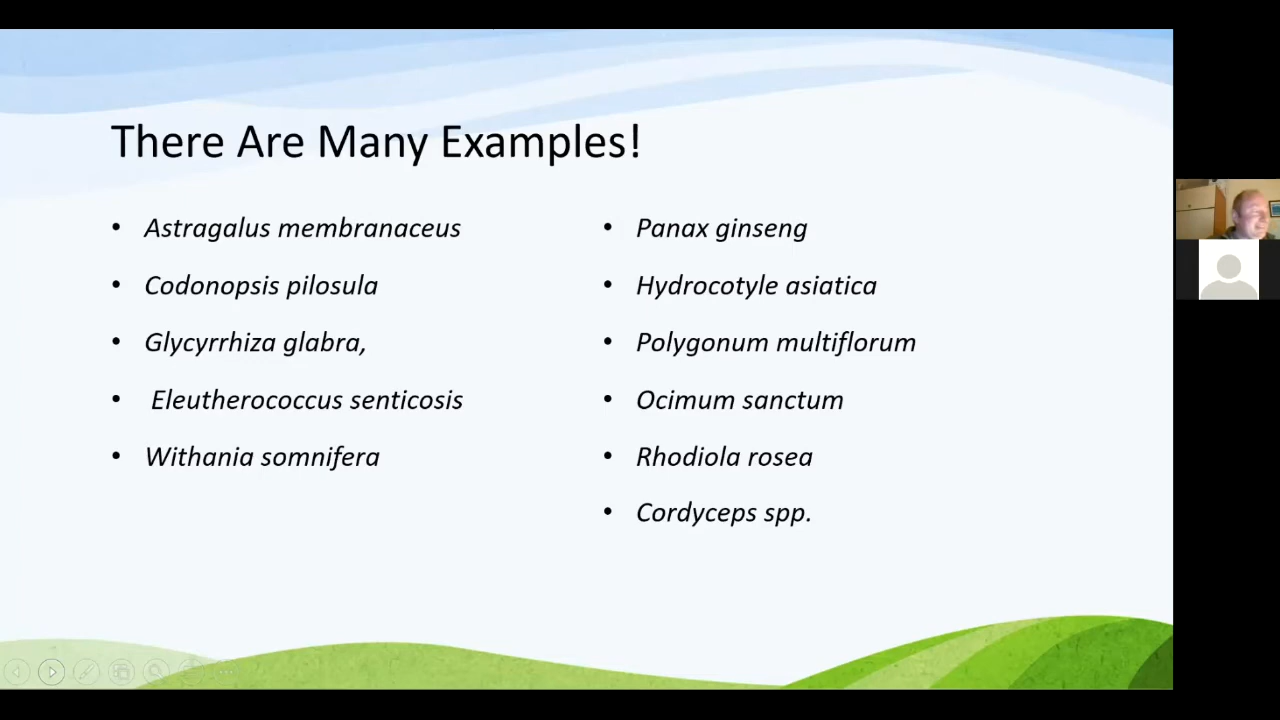 There Are Many Examples!
• Astragalus membranaceus
• Codonopsis pilosula
• Glycyrrhiza glabra,
• Eleutherococcus senticosis
• Withania somnifera
• Panax ginseng
• Hydrocotyle asiatica
• Polygonum multiflorum
• Ocimum sanctum
• Rhodiola rosea
• Cordyceps spp.